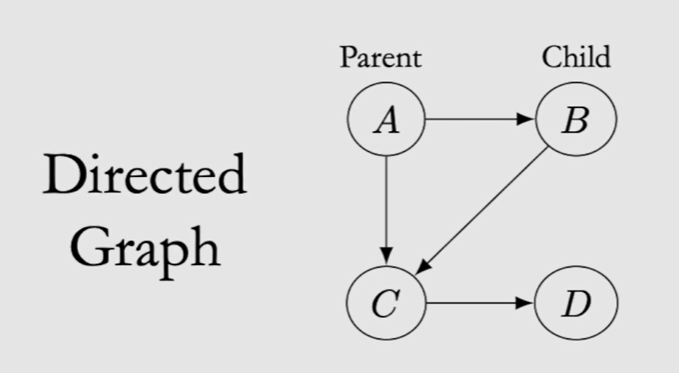 Parent Child
A B
Directed
Graph
C D